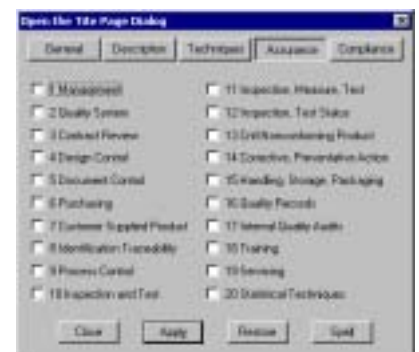 Open the Title Page Dialog
General Description Techniques Assurance Compliance
1 Management
2 Quality System
3 Contract Review
4 Design Control
5 Document Control
6 Purchasing
7 Customer Supplied Product
8 Identification Traceability
9 Process Control
10 Inspection and Test
11 Inspection, Measure, Test
12 Inspection, Test Status
13 Nonconforming Product
14 Corrective, Preventative Action
15 Handling, Storage, Packaging
16 Quality Records
17 Internal Quality Audits
18 Training
19 Servicing
20 Statistical Techniques
Close Apply Restore Spell